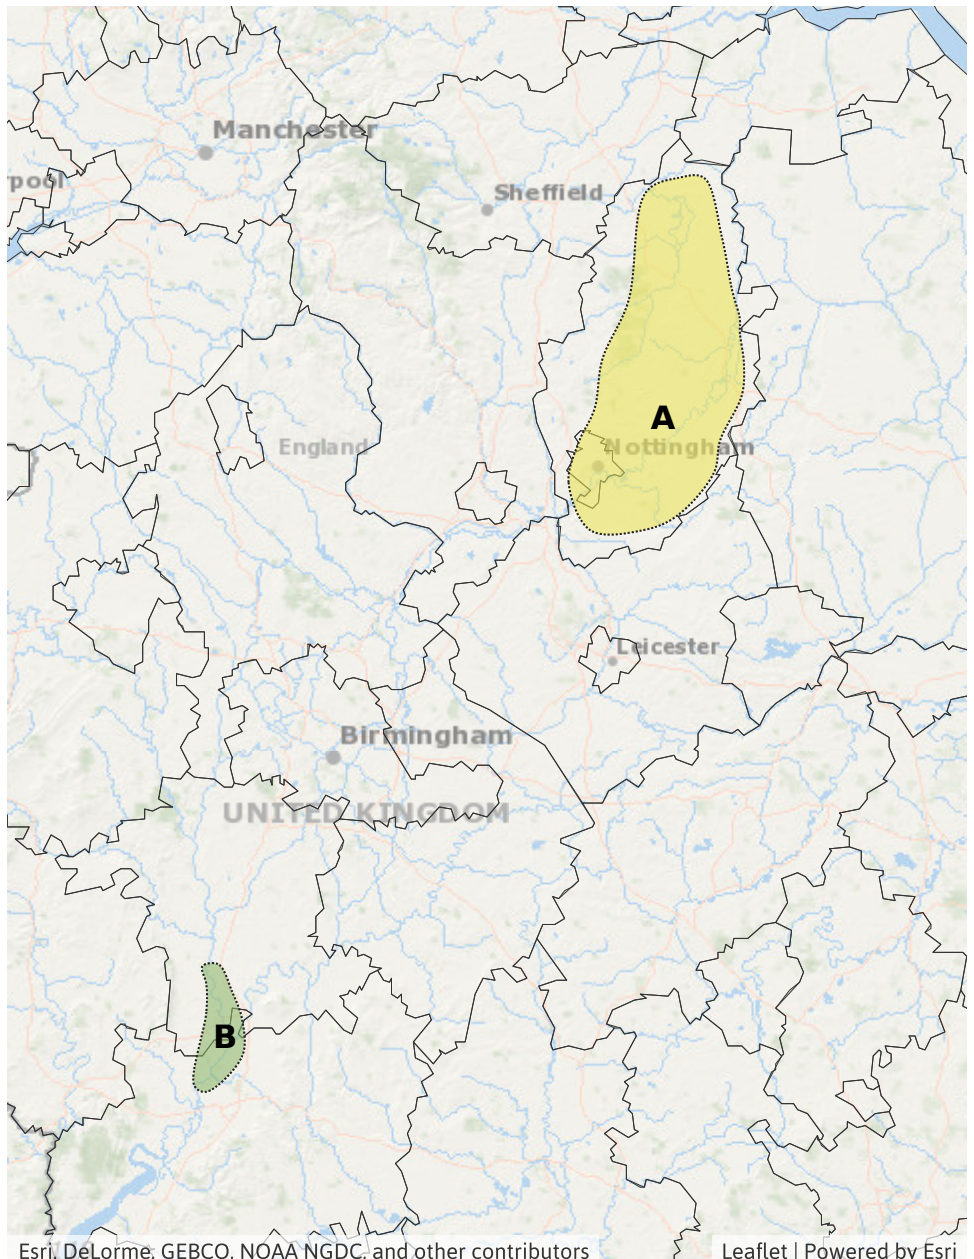 Manchester
rpool
Sheffield
A
England
Nottingham
Leicester
Birmingham
UNITED KINGDOM
B
Esri, DeLorme, GEBCO, NOAA NGDC, and other contributors
Leaflet | Powered by Esri